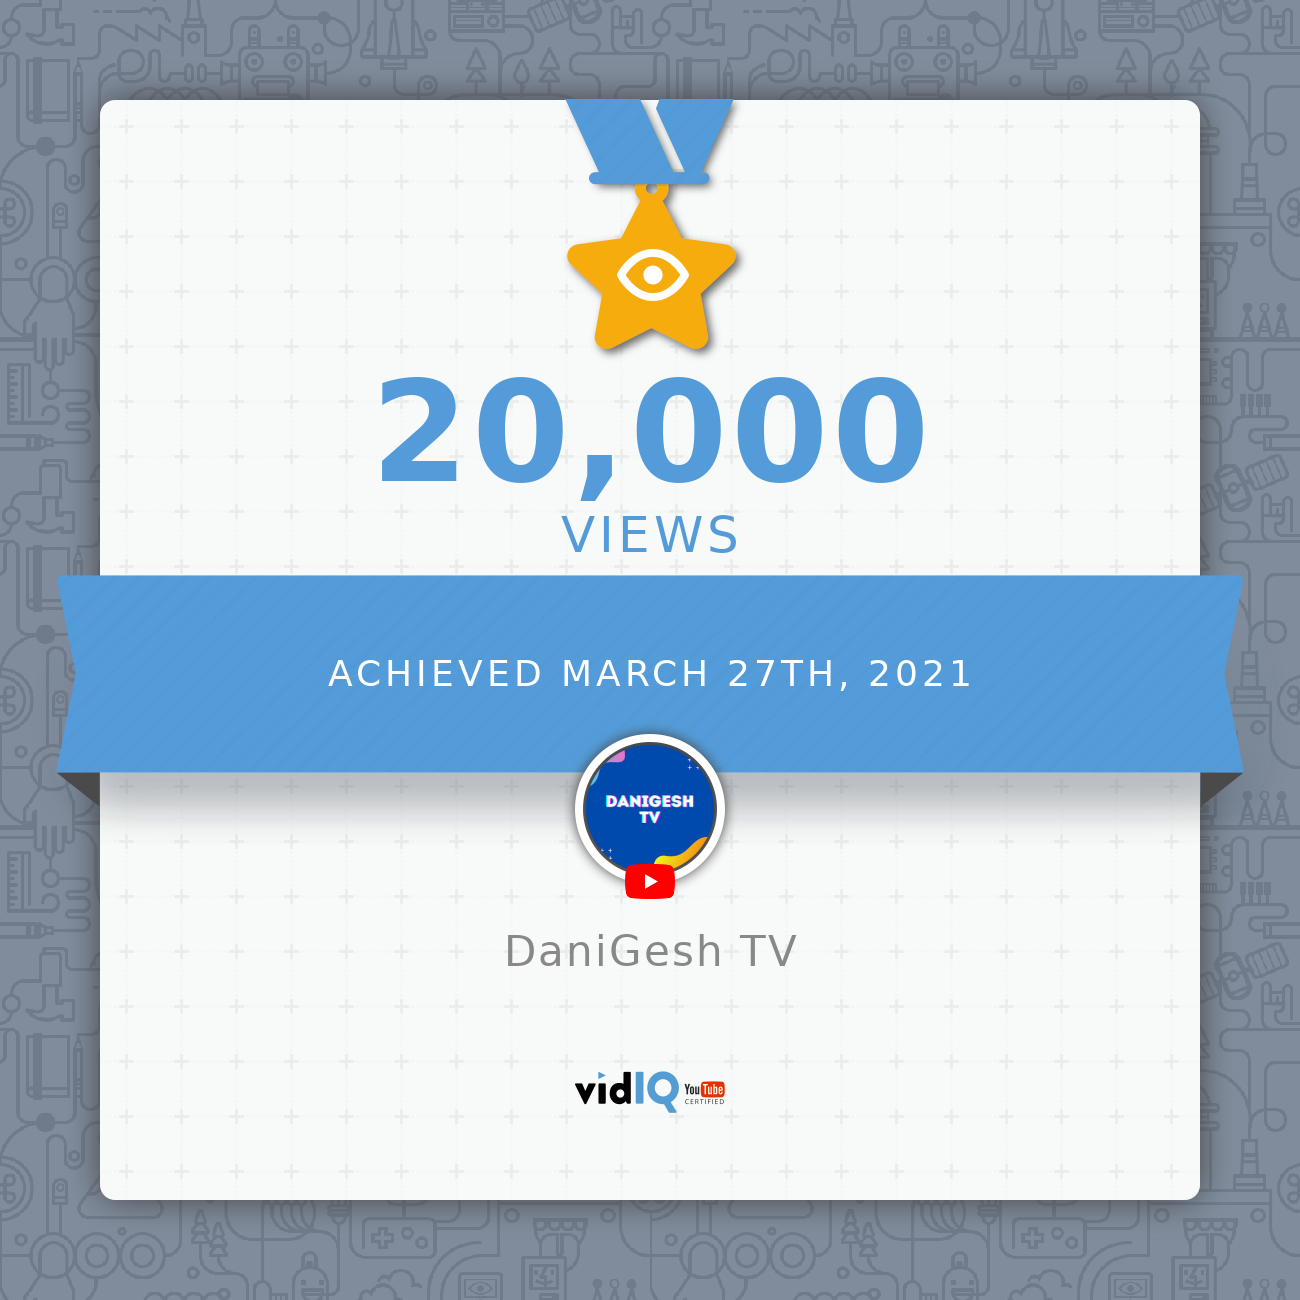 20,000
VIEWS
ACHIEVED MARCH 27TH, 2021
DANIGESH
TV
DaniGesh TV
vidIQ YouTube
CERTIFIED